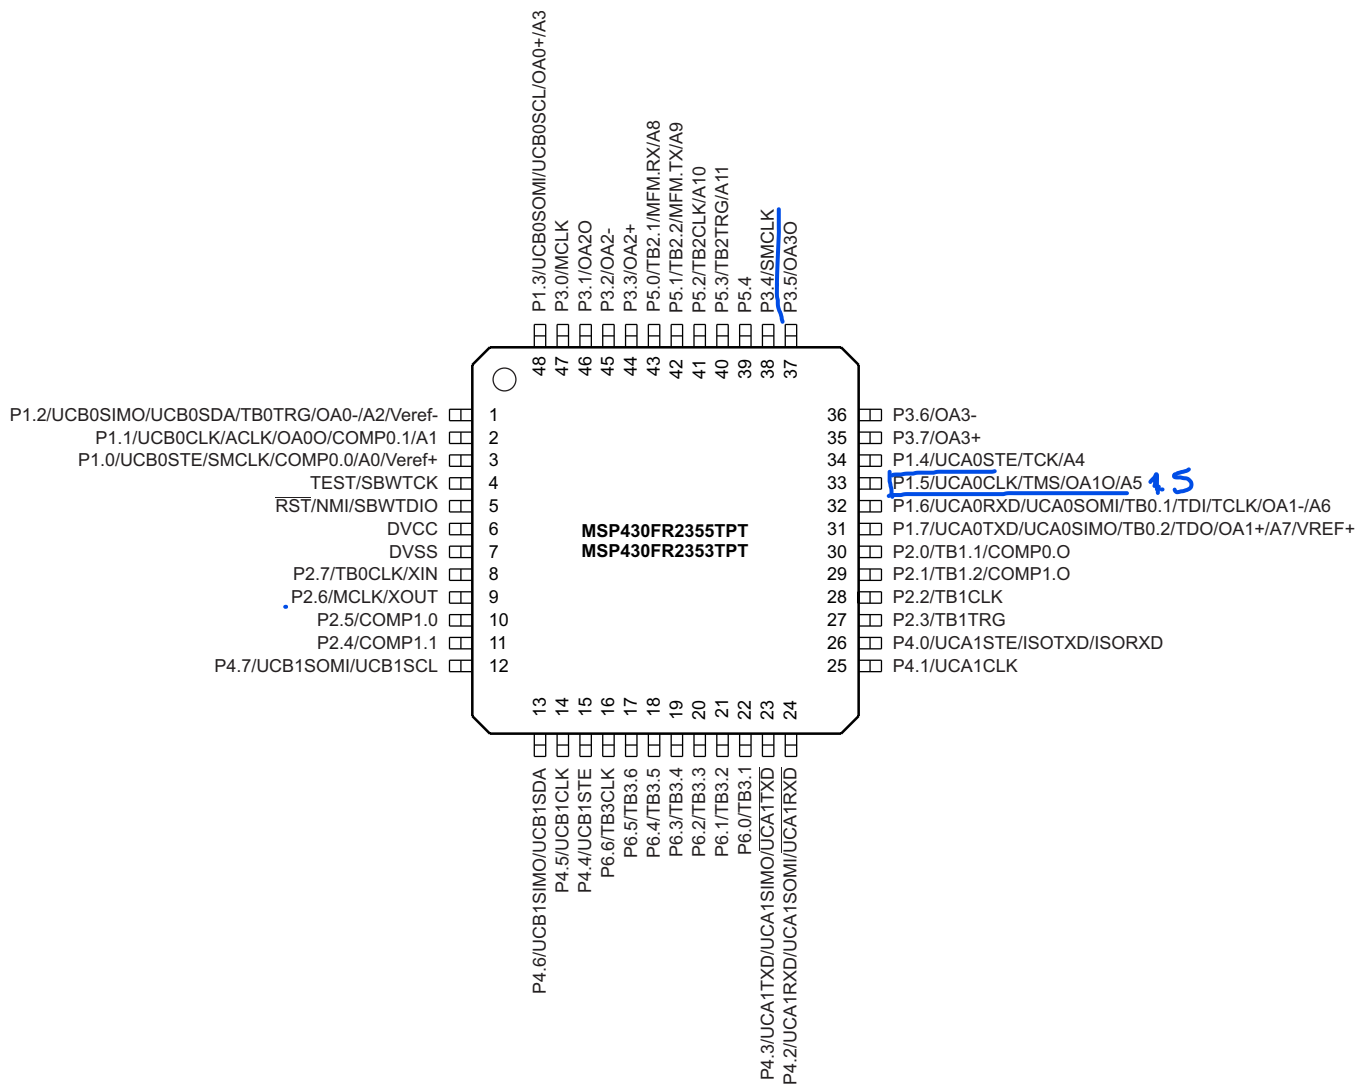 P1.3/UCB0SOMI/UCB0SCL/OA0+/A3
P3.0/MCLK
P3.1/OA2O
P3.2/OA2-
P3.3/OA2+
P5.0/TB2.1/MFM.RX/A8
P5.1/TB2.2/MFM.TX/A9
P5.2/TB2CLK/A10
P5.3/TB2TRG/A11
P5.4
P3.4/SMCLK
P3.5/OA3O
48 47 46 45 44 43 42 41 40 39 38 37
P1.2/UCB0SIMO/UCB0SDA/TB0TRG/OA0-/A2/Veref- 1
P1.1/UCB0CLK/ACLK/OA0O/COMP0.1/A1 2
P1.0/UCB0STE/SMCLK/COMP0.0/A0/Veref+ 3
TEST/SBWTCK 4
RST/NMI/SBWTDIO 5
DVCC 6
DVSS 7
P2.7/TB0CLK/XIN 8
P2.6/MCLK/XOUT 9
P2.5/COMP1.0 10
P2.4/COMP1.1 11
P4.7/UCB1SOMI/UCB1SCL 12
MSP430FR2355TPT
MSP430FR2353TPT
36 P3.6/OA3-
35 P3.7/OA3+
34 P1.4/UCA0STE/TCK/A4
33 P1.5/UCA0CLK/TMS/OA1O/A5 1.5
32 P1.6/UCA0RXD/UCA0SOMI/TB0.1/TDI/TCLK/OA1-/A6
31 P1.7/UCA0TXD/UCA0SIMO/TB0.2/TDO/OA1+/A7/VREF+
30 P2.0/TB1.1/COMP0.O
29 P2.1/TB1.2/COMP1.O
28 P2.2/TB1CLK
27 P2.3/TB1TRG
26 P4.0/UCA1STE/ISOTXD/ISORXD
25 P4.1/UCA1CLK
13 14 15 16 17 18 19 20 21 22 23 24
P4.6/UCB1SIMO/UCB1SDA
P4.5/UCB1CLK
P4.4/UCB1STE
P6.6/TB3CLK
P6.5/TB3.6
P6.4/TB3.5
P6.3/TB3.4
P6.2/TB3.3
P6.1/TB3.2
P6.0/TB3.1
P4.3/UCA1TXD/UCA1SIMO/UCA1TXD
P4.2/UCA1RXD/UCA1SOMI/UCA1RXD